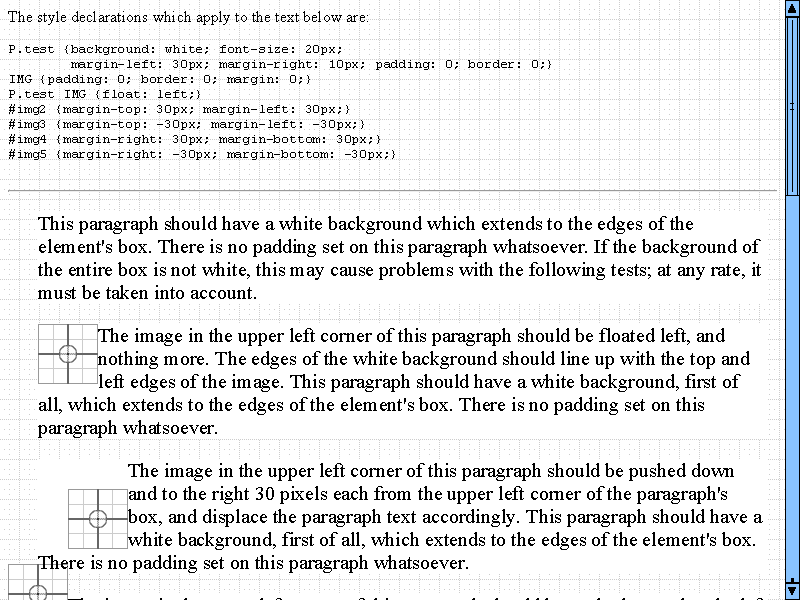 The style declarations which apply to the text below are:
P.test {background: white; font-size: 20px;
margin-left: 30px; margin-right: 10px; padding: 0; border: 0;}
IMG {padding: 0; border: 0; margin: 0;}
P.test IMG {float: left;}
#img2 {margin-top: 30px; margin-left: 30px;}
#img3 {margin-top: -30px; margin-left: -30px;}
#img4 {margin-right: 30px; margin-bottom: 30px;}
#img5 {margin-right: -30px; margin-bottom: -30px;}
This paragraph should have a white background which extends to the edges of the
element's box. There is no padding set on this paragraph whatsoever. If the background of
the entire box is not white, this may cause problems with the following tests; at any rate, it
must be taken into account.
The image in the upper left corner of this paragraph should be floated left, and
nothing more. The edges of the white background should line up with the top and
left edges of the image. This paragraph should have a white background, first of
all, which extends to the edges of the element's box. There is no padding set on this
paragraph whatsoever.
The image in the upper left corner of this paragraph should be pushed down
and to the right 30 pixels each from the upper left corner of the paragraph's
box, and displace the paragraph text accordingly. This paragraph should have a
white background, first of all, which extends to the edges of the element's box.
There is no padding set on this paragraph whatsoever.